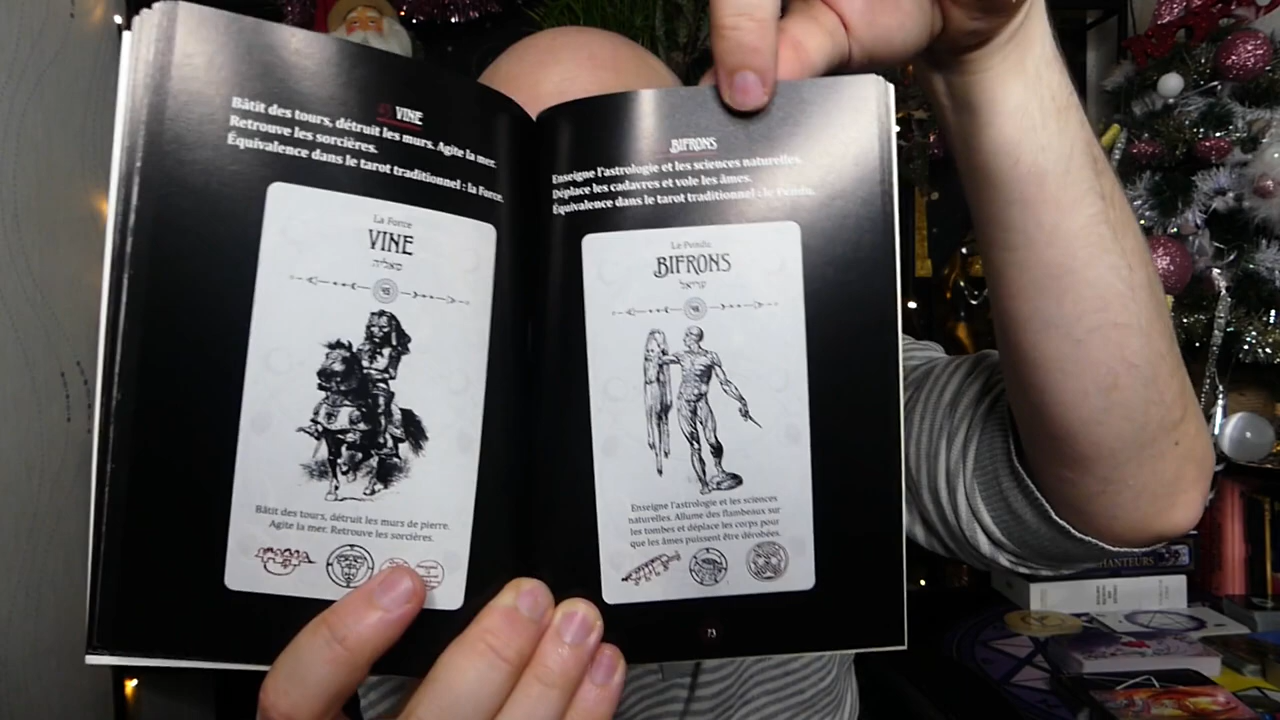 VINE
Bâtit des tours, détruit les murs. Agite la mer.
Retrouve les sorcières.
Équivalence dans le tarot traditionnel : la Force.
La Force
VINE
Bâtit des tours, détruit les murs de pierre.
Agite la mer. Retrouve les sorcières.
BIFRONS
Enseigne l'astrologie et les sciences naturelles.
Déplace les cadavres et vole les âmes.
Équivalence dans le tarot traditionnel : le Pendu.
Le Pendu
BIFRONS
Enseigne l'astrologie et les sciences
naturelles. Allume des flambeaux sur
les tombes et déplace les corps pour
que les âmes puissent être dérobées.
73